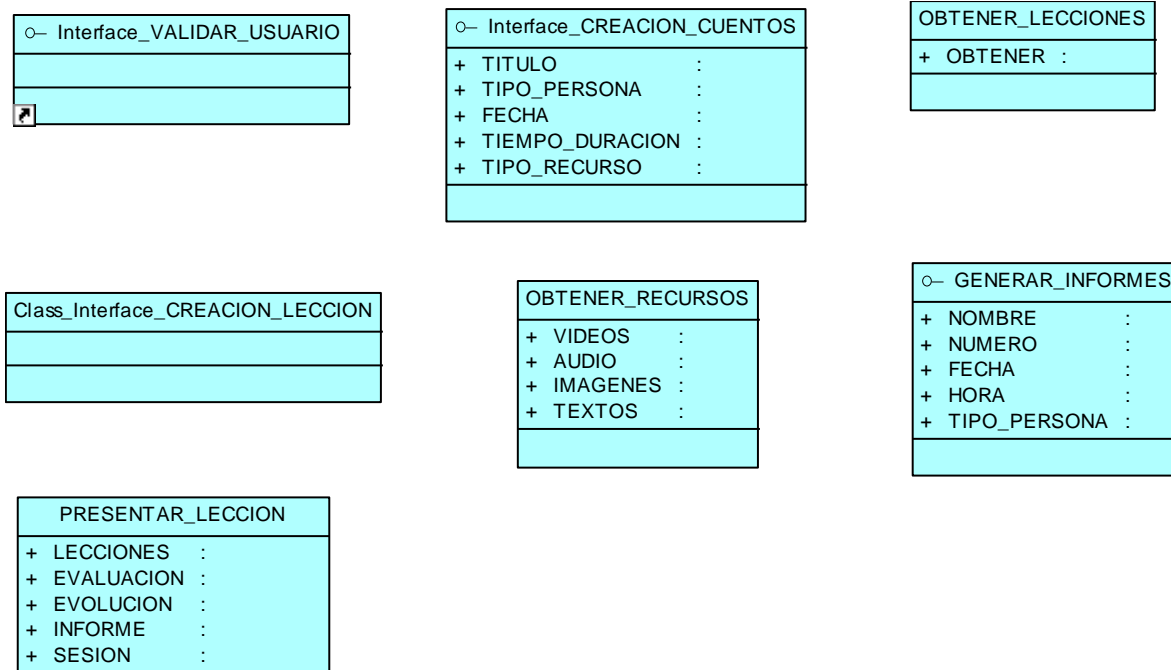 Interface_VALIDAR_USUARIO
Interface_CREACION_CUENTOS
+ TITULO :
+ TIPO_PERSONA :
+ FECHA :
+ TIEMPO_DURACION :
+ TIPO_RECURSO :
OBTENER_LECCIONES
+ OBTENER :
Class_Interface_CREACION_LECCION
OBTENER_RECURSOS
+ VIDEOS :
+ AUDIO :
+ IMAGENES :
+ TEXTOS :
GENERAR_INFORMES
+ NOMBRE :
+ NUMERO :
+ FECHA :
+ HORA :
+ TIPO_PERSONA :
PRESENTAR_LECCION
+ LECCIONES :
+ EVALUACION :
+ EVOLUCION :
+ INFORME :
+ SESION :